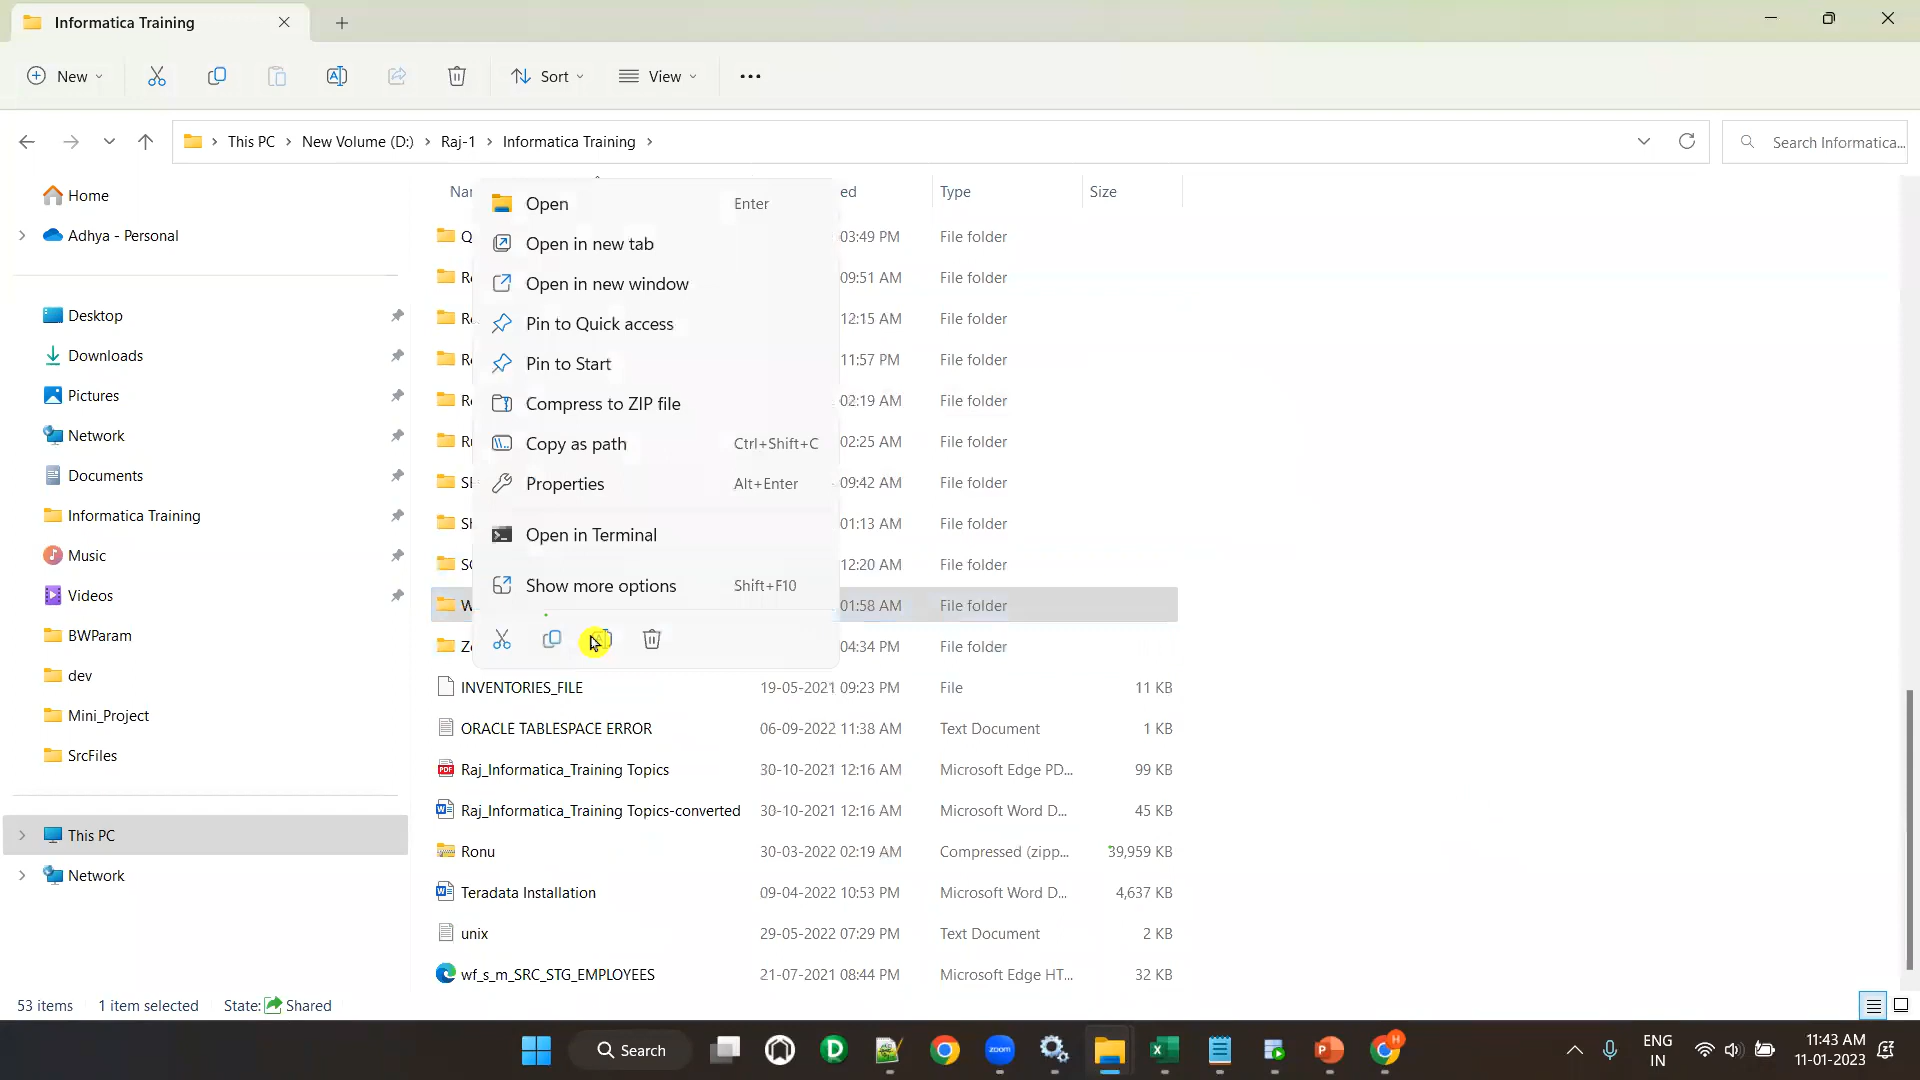 Informatica Training
New
Sort
View
This PC
New Volume (D:)
Raj-1
Informatica Training
Search Informatica...
Home
Adhya - Personal
Desktop
Downloads
Pictures
Network
Documents
Informatica Training
Music
Videos
BWParam
dev
Mini_Project
SrcFiles
This PC
Network
Type
Size
Open Enter
Open in new tab
Open in new window
Pin to Quick access
Pin to Start
Compress to ZIP file
Copy as path Ctrl+Shift+C
Properties Alt+Enter
Open in Terminal
Show more options Shift+F10
03:49 PM File folder
09:51 AM File folder
12:15 AM File folder
11:57 PM File folder
02:19 AM File folder
02:25 AM File folder
09:42 AM File folder
01:13 AM File folder
12:20 AM File folder
01:58 AM File folder
04:34 PM File folder
INVENTORIES_FILE 19-05-2021 09:23 PM File 11 KB
ORACLE TABLESPACE ERROR 06-09-2022 11:38 AM Text Document 1 KB
Raj_Informatica_Training Topics 30-10-2021 12:16 AM Microsoft Edge PD... 99 KB
Raj_Informatica_Training Topics-converted 30-10-2021 12:16 AM Microsoft Word D... 45 KB
Ronu 30-03-2022 02:19 AM Compressed (zipp... 39,959 KB
Teradata Installation 09-04-2022 10:53 PM Microsoft Word D... 4,637 KB
unix 29-05-2022 07:29 PM Text Document 2 KB
wf_s_m_SRC_STG_EMPLOYEES 21-07-2021 08:44 PM Microsoft Edge HT... 32 KB
53 items 1 item selected State: Shared
Search
zoom
ENG
IN
11:43 AM
11-01-2023